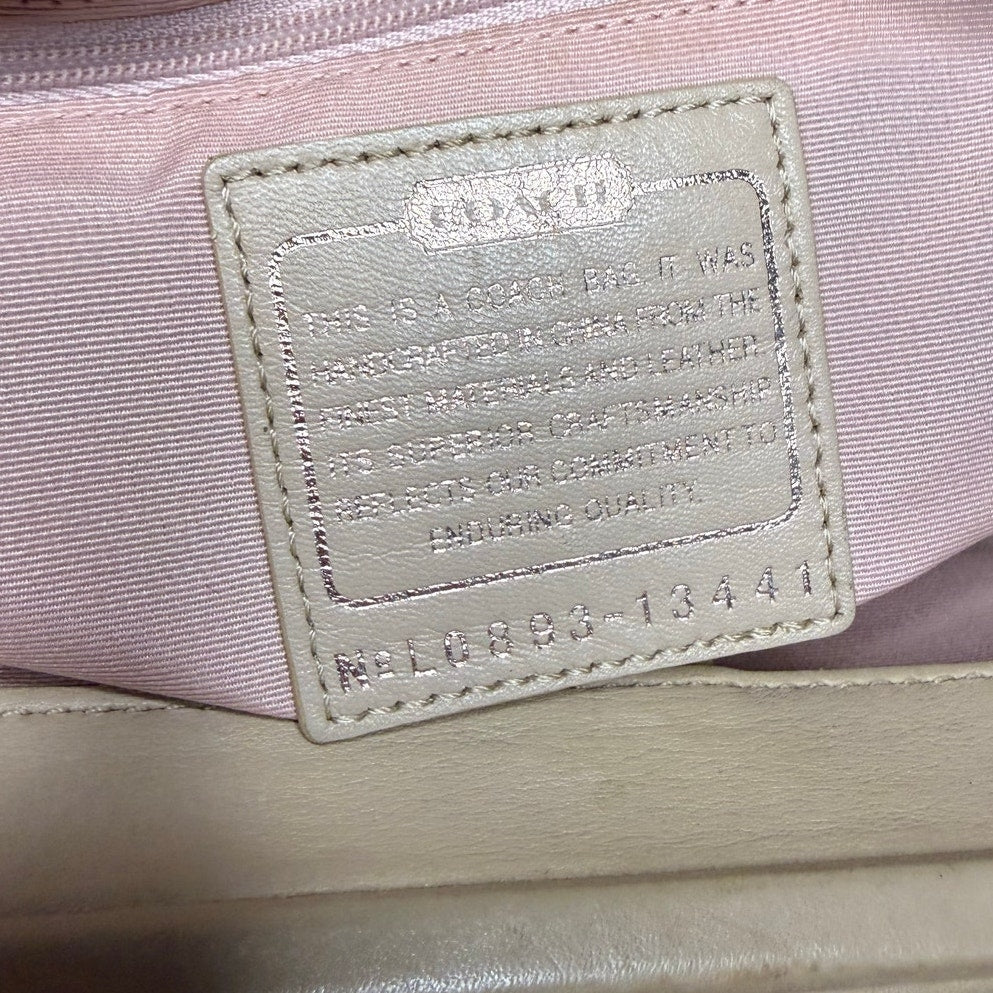 COACH
THIS IS A COACH BAG. IT WAS
HANDCRAFTED IN CHINA FROM THE
FINEST MATERIALS AND LEATHER.
ITS SUPERIOR CRAFTSMANSHIP
REFLECTS OUR COMMITMENT TO
ENDURING QUALITY.
Nº L0893-13441